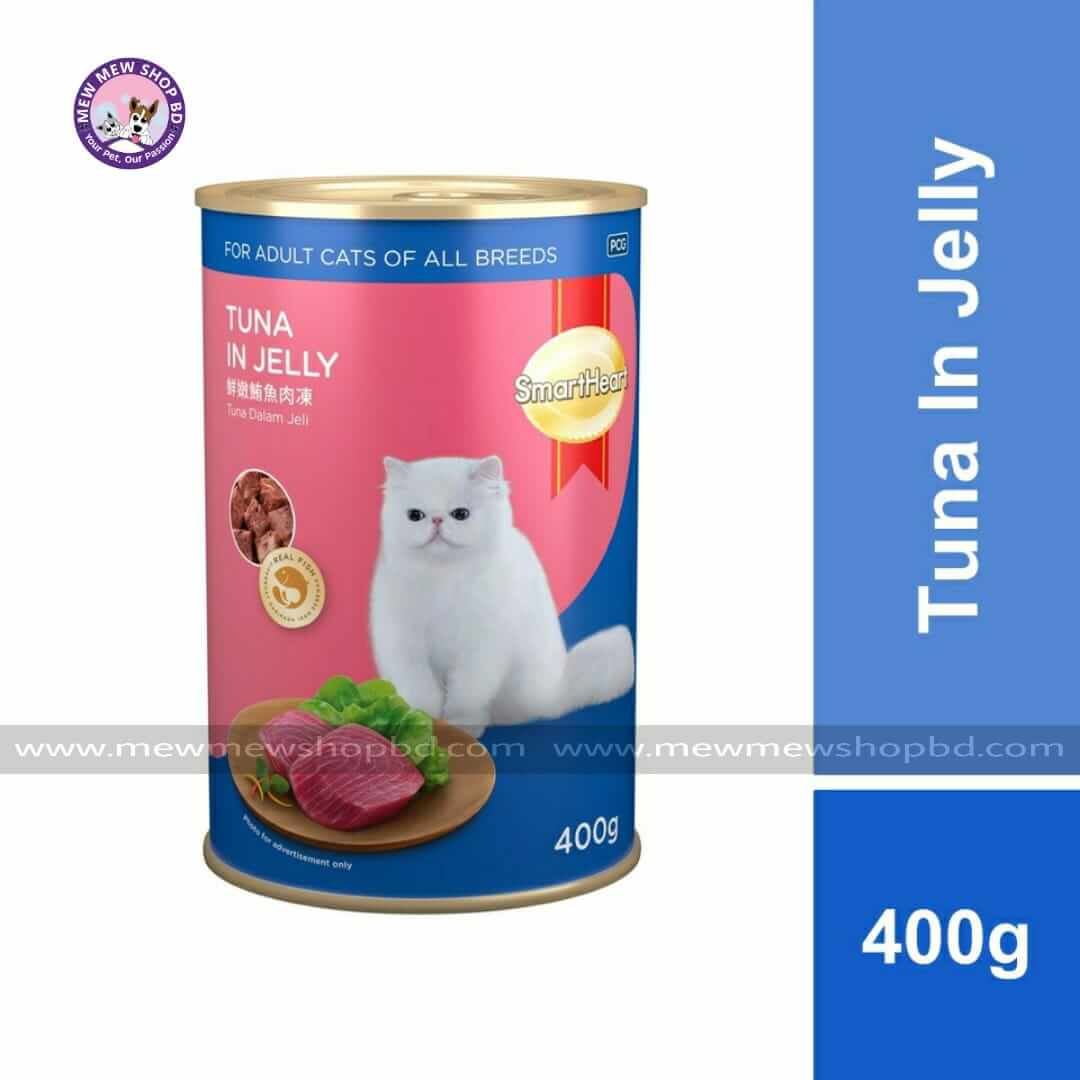 MEW MEW SHOP BD
Your Pet, Our Passion
FOR ADULT CATS OF ALL BREEDS
PCG
TUNA
IN JELLY
鮮嫩鮪魚肉凍
Tuna Dalam Jeli
SmartHeart
REAL FISH
400g
Photo for advertisement only
www.mewmewshopbd.com www.mewmewshopbd.com
Tuna In Jelly
400g